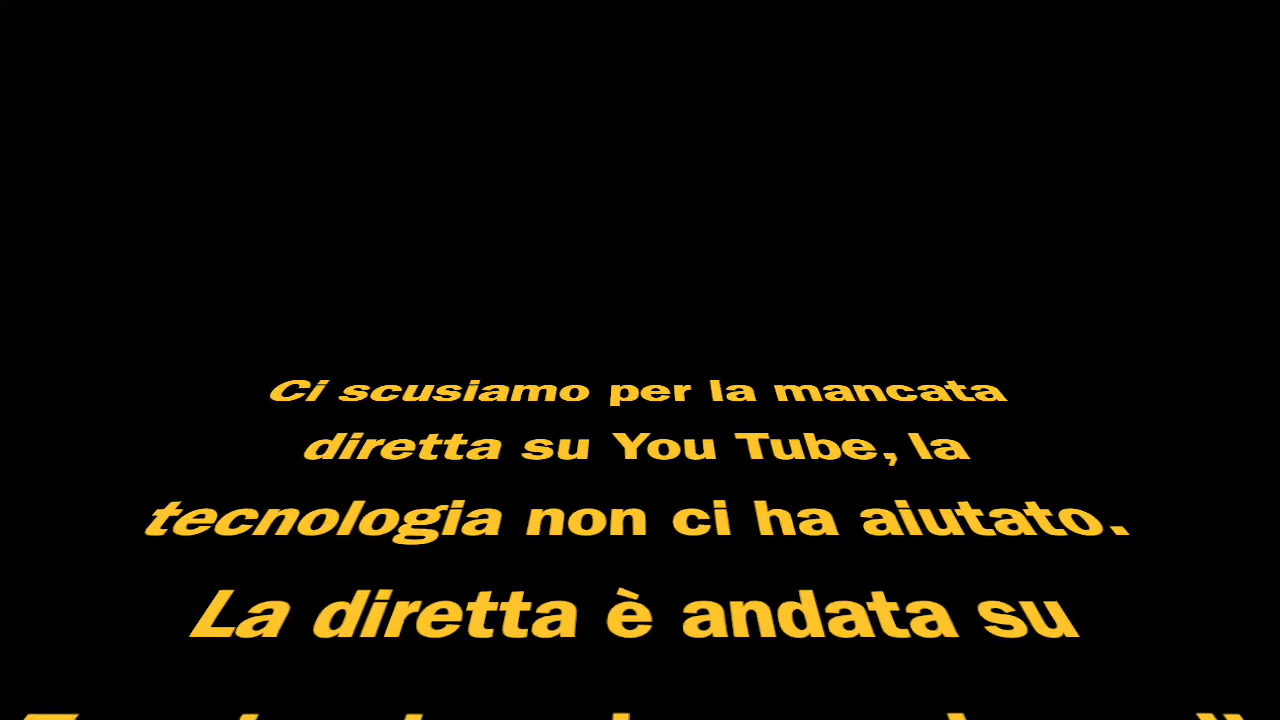 Ci scusiamo per la mancata
diretta su You Tube, la
tecnologia non ci ha aiutato.
La diretta è andata su